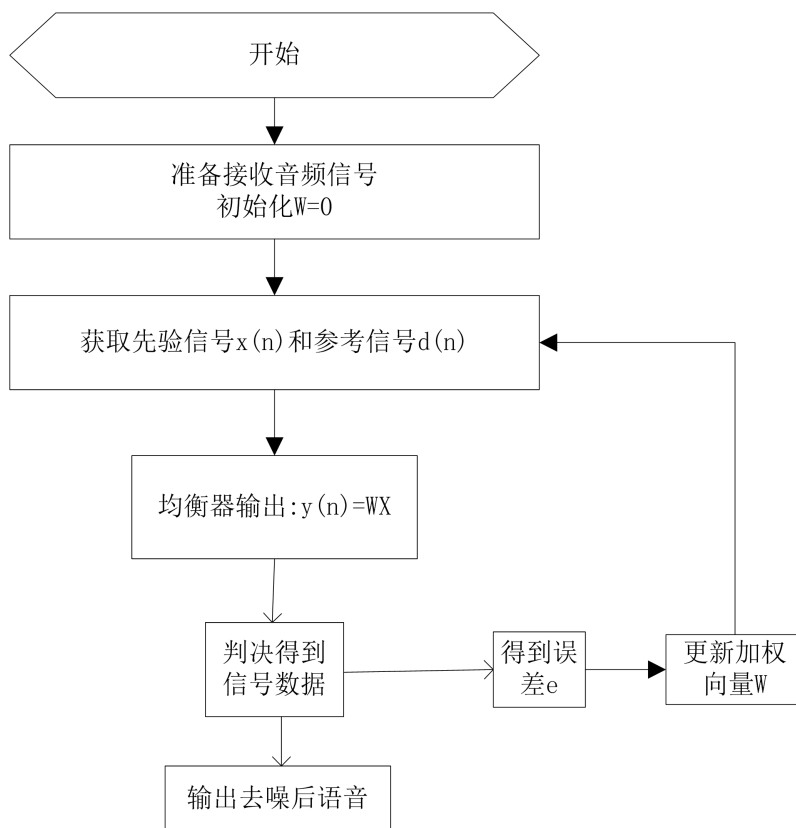 开始
准备接收音频信号
初始化W=0
获取先验信号x(n)和参考信号d(n)
均衡器输出:y(n)=WX
判决得到
信号数据
得到误
差e
更新加权
向量W
输出去噪后语音